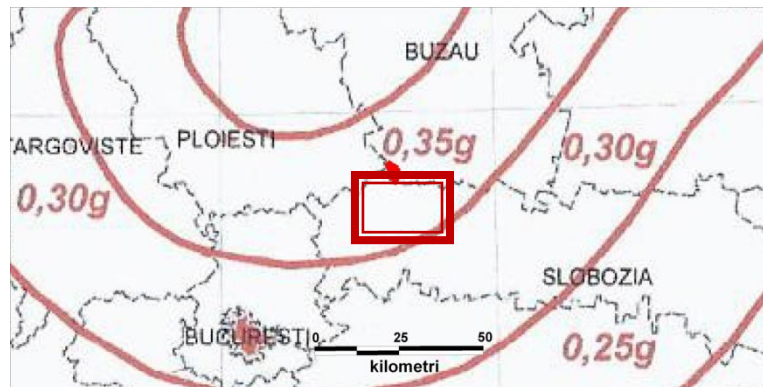 BUZAU
TARGOVISTE
PLOIESTI
0,35g
0,30g
0,30g
SLOBOZIA
BUCURESTI
0 25 50
kilometri
0,25g